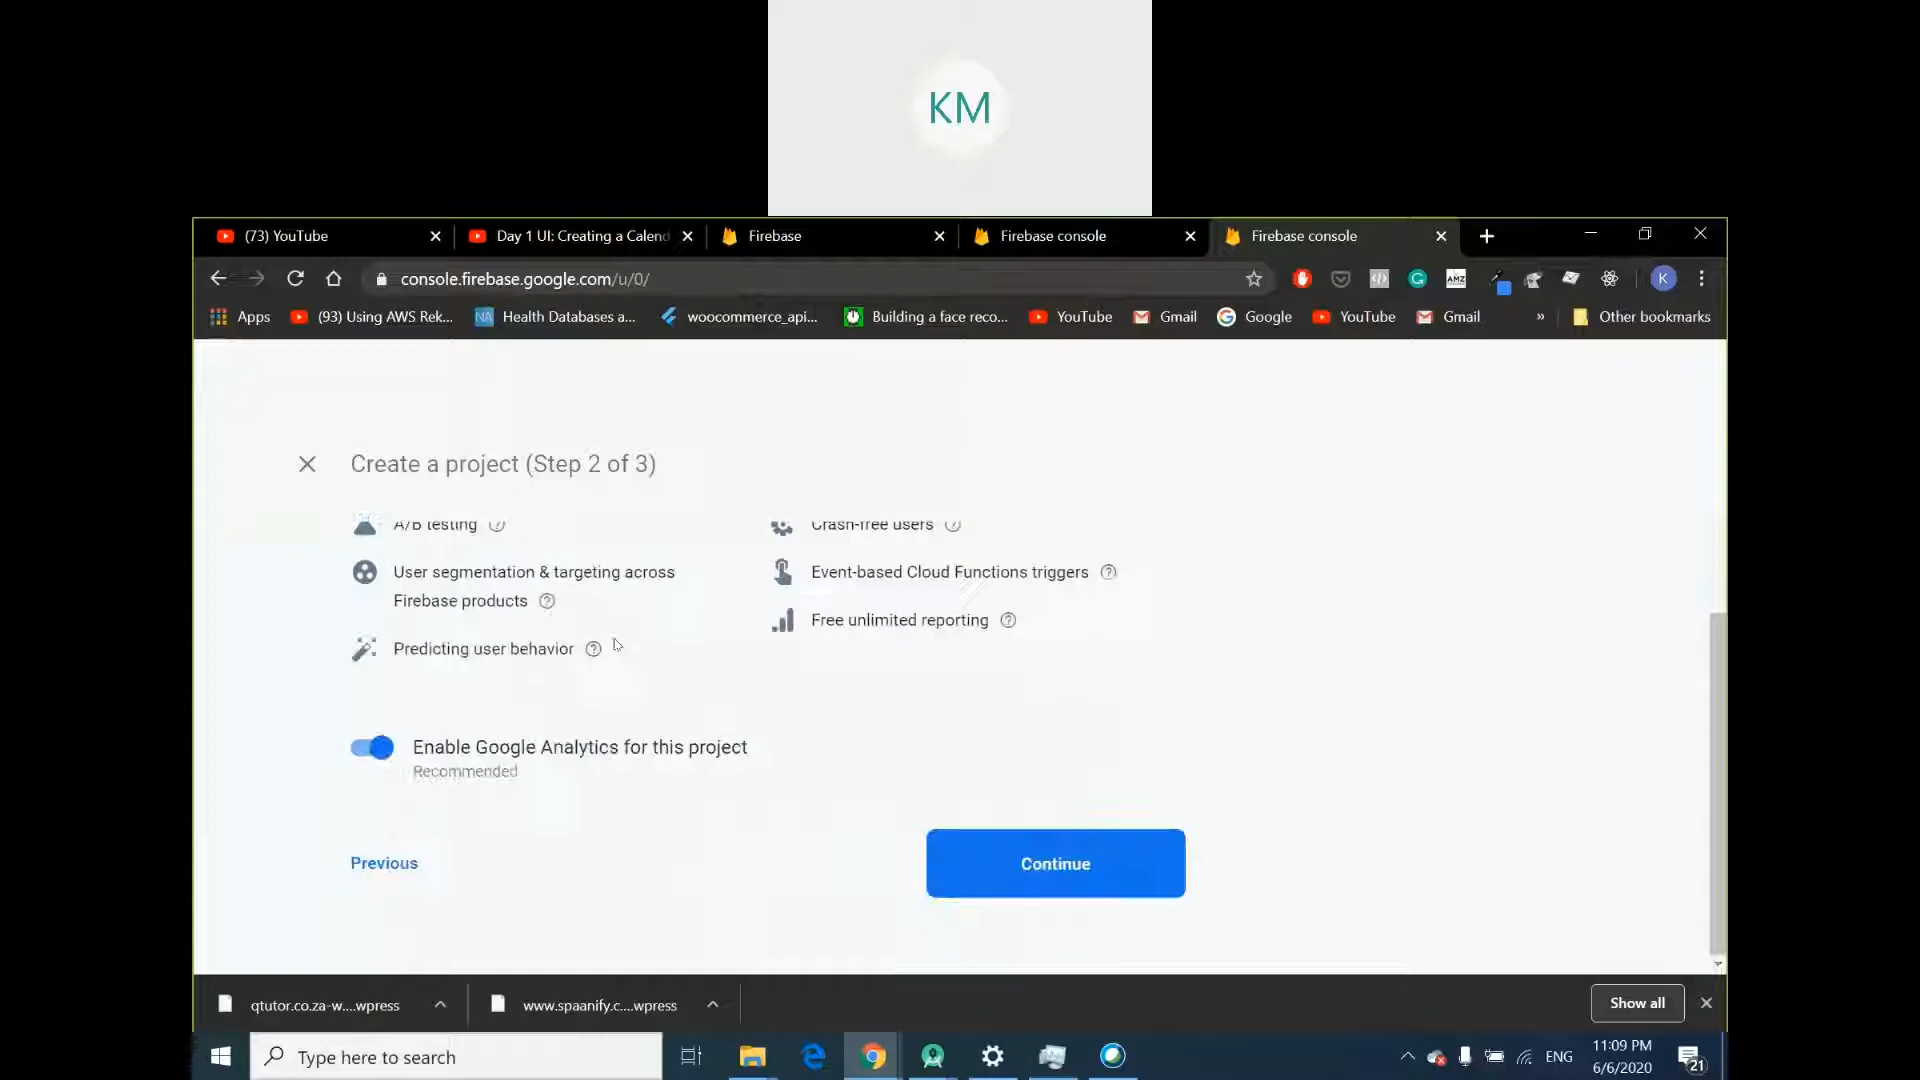 KM
(73) YouTube
Day 1 UI: Creating a Calend
Firebase
Firebase console
Firebase console
console.firebase.google.com/u/0/
K
Apps
(93) Using AWS Rek...
NA
Health Databases a...
woocommerce_api...
Building a face reco...
YouTube
Gmail
Google
YouTube
Gmail
»
Other bookmarks
Create a project (Step 2 of 3)
A/B testing
Crash-free users
User segmentation & targeting across
Firebase products
Event-based Cloud Functions triggers
Free unlimited reporting
Predicting user behavior
Enable Google Analytics for this project
Recommended
Previous
Continue
qtutor.co.za-w....wpress
www.spaanify.c....wpress
Show all
Type here to search
ENG
11:09 PM
6/6/2020
21